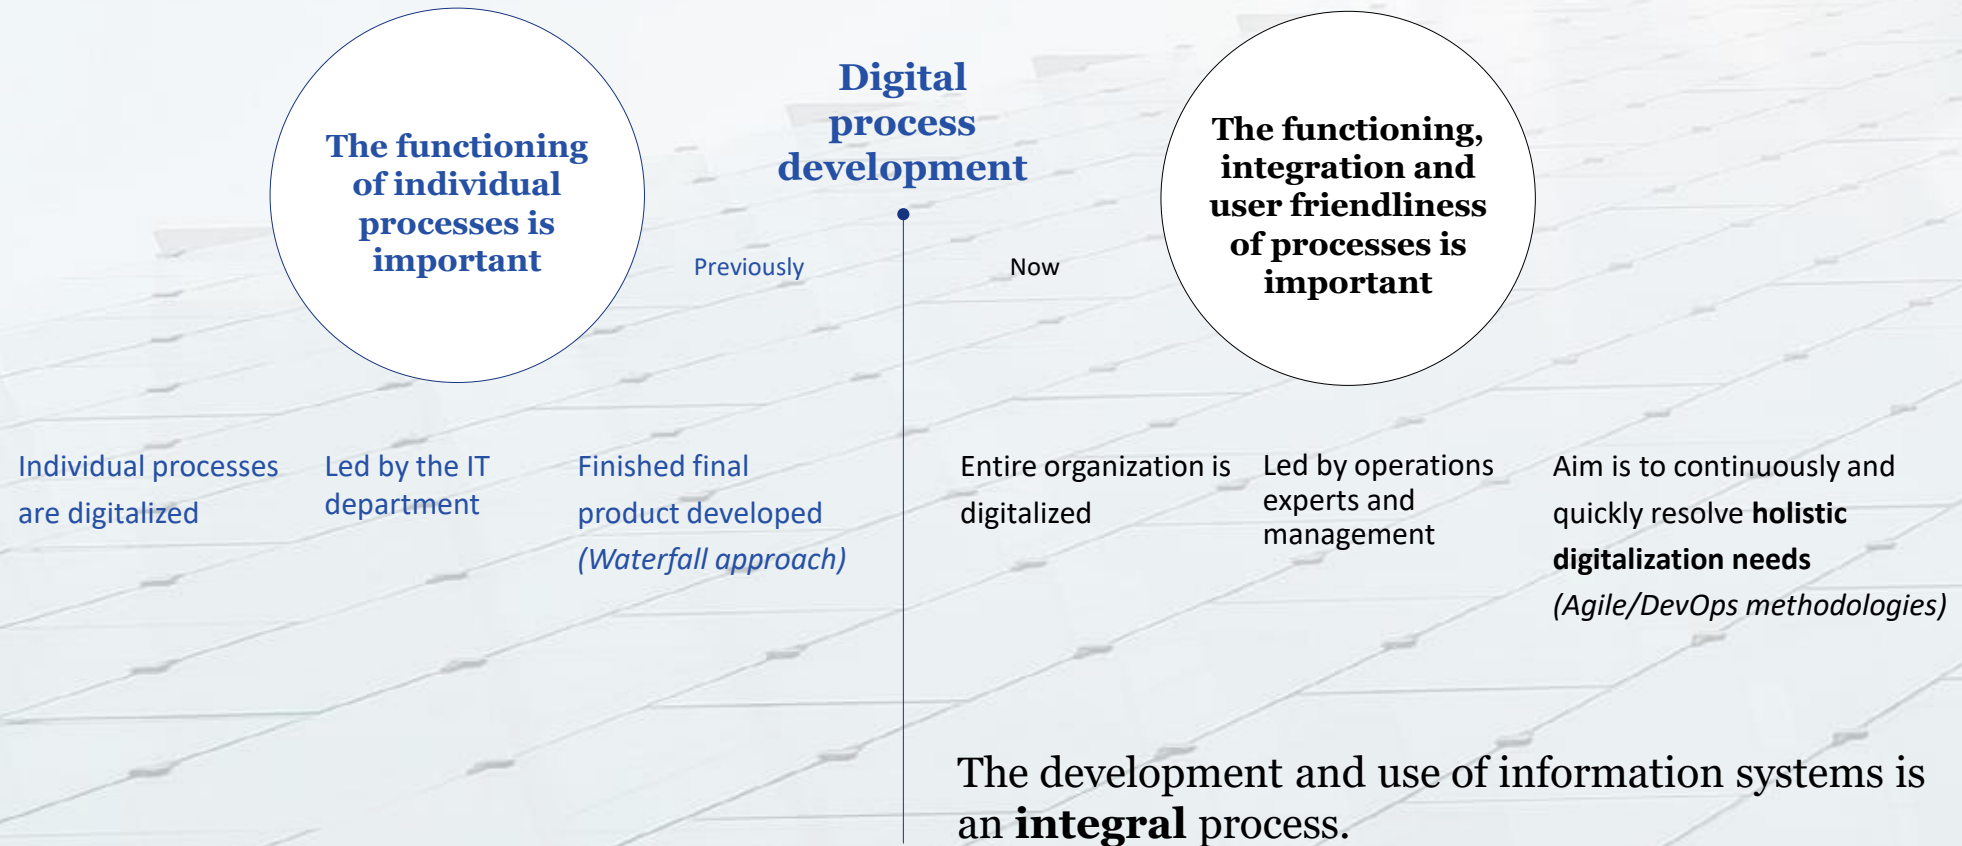 Digital
process
development
The functioning
of individual
processes is
important
Previously
Individual processes
are digitalized
Led by the IT
department
Finished final
product developed
(Waterfall approach)
Now
The functioning,
integration and
user friendliness
of processes is
important
Entire organization is
digitalized
Led by operations
experts and
management
Aim is to continuously and
quickly resolve holistic
digitalization needs
(Agile/DevOps methodologies)
The development and use of information systems is
an integral process.